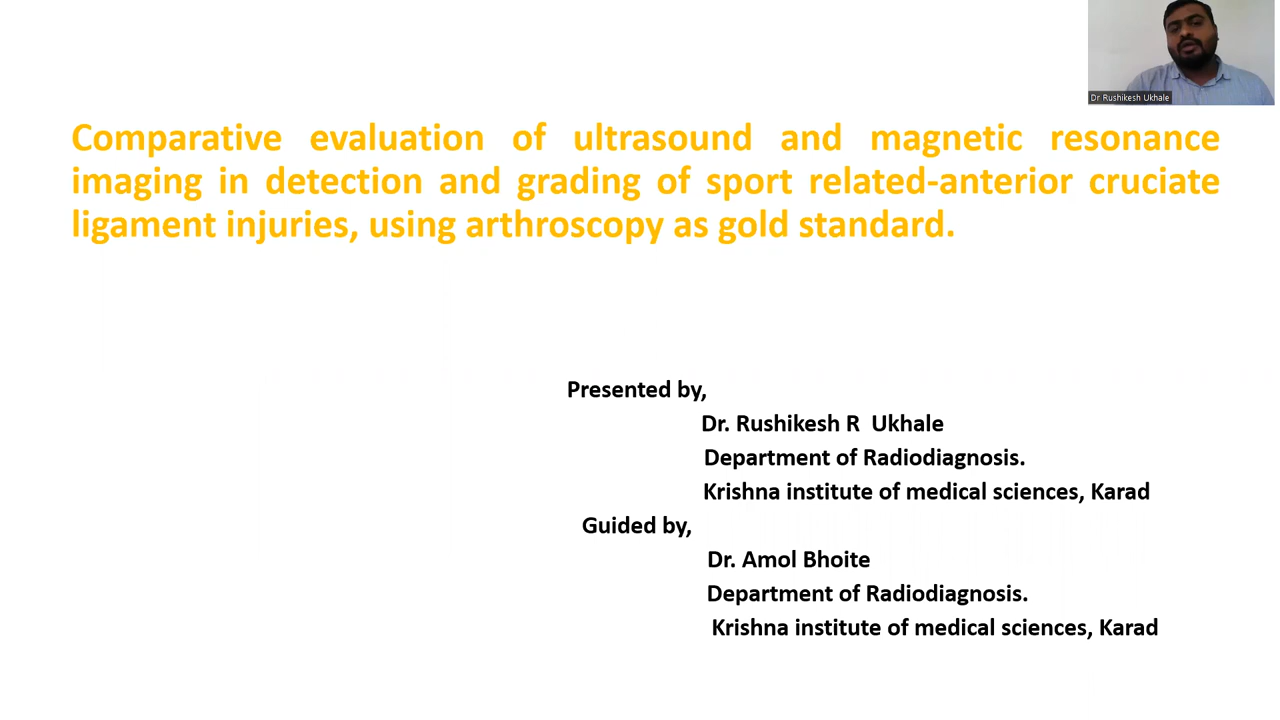 Dr Rushikesh Ukhale
Comparative evaluation of ultrasound and magnetic resonance
imaging in detection and grading of sport related-anterior cruciate
ligament injuries, using arthroscopy as gold standard.
Presented by,
Dr. Rushikesh R  Ukhale
Department of Radiodiagnosis.
Krishna institute of medical sciences, Karad
Guided by,
Dr. Amol Bhoite
Department of Radiodiagnosis.
Krishna institute of medical sciences, Karad